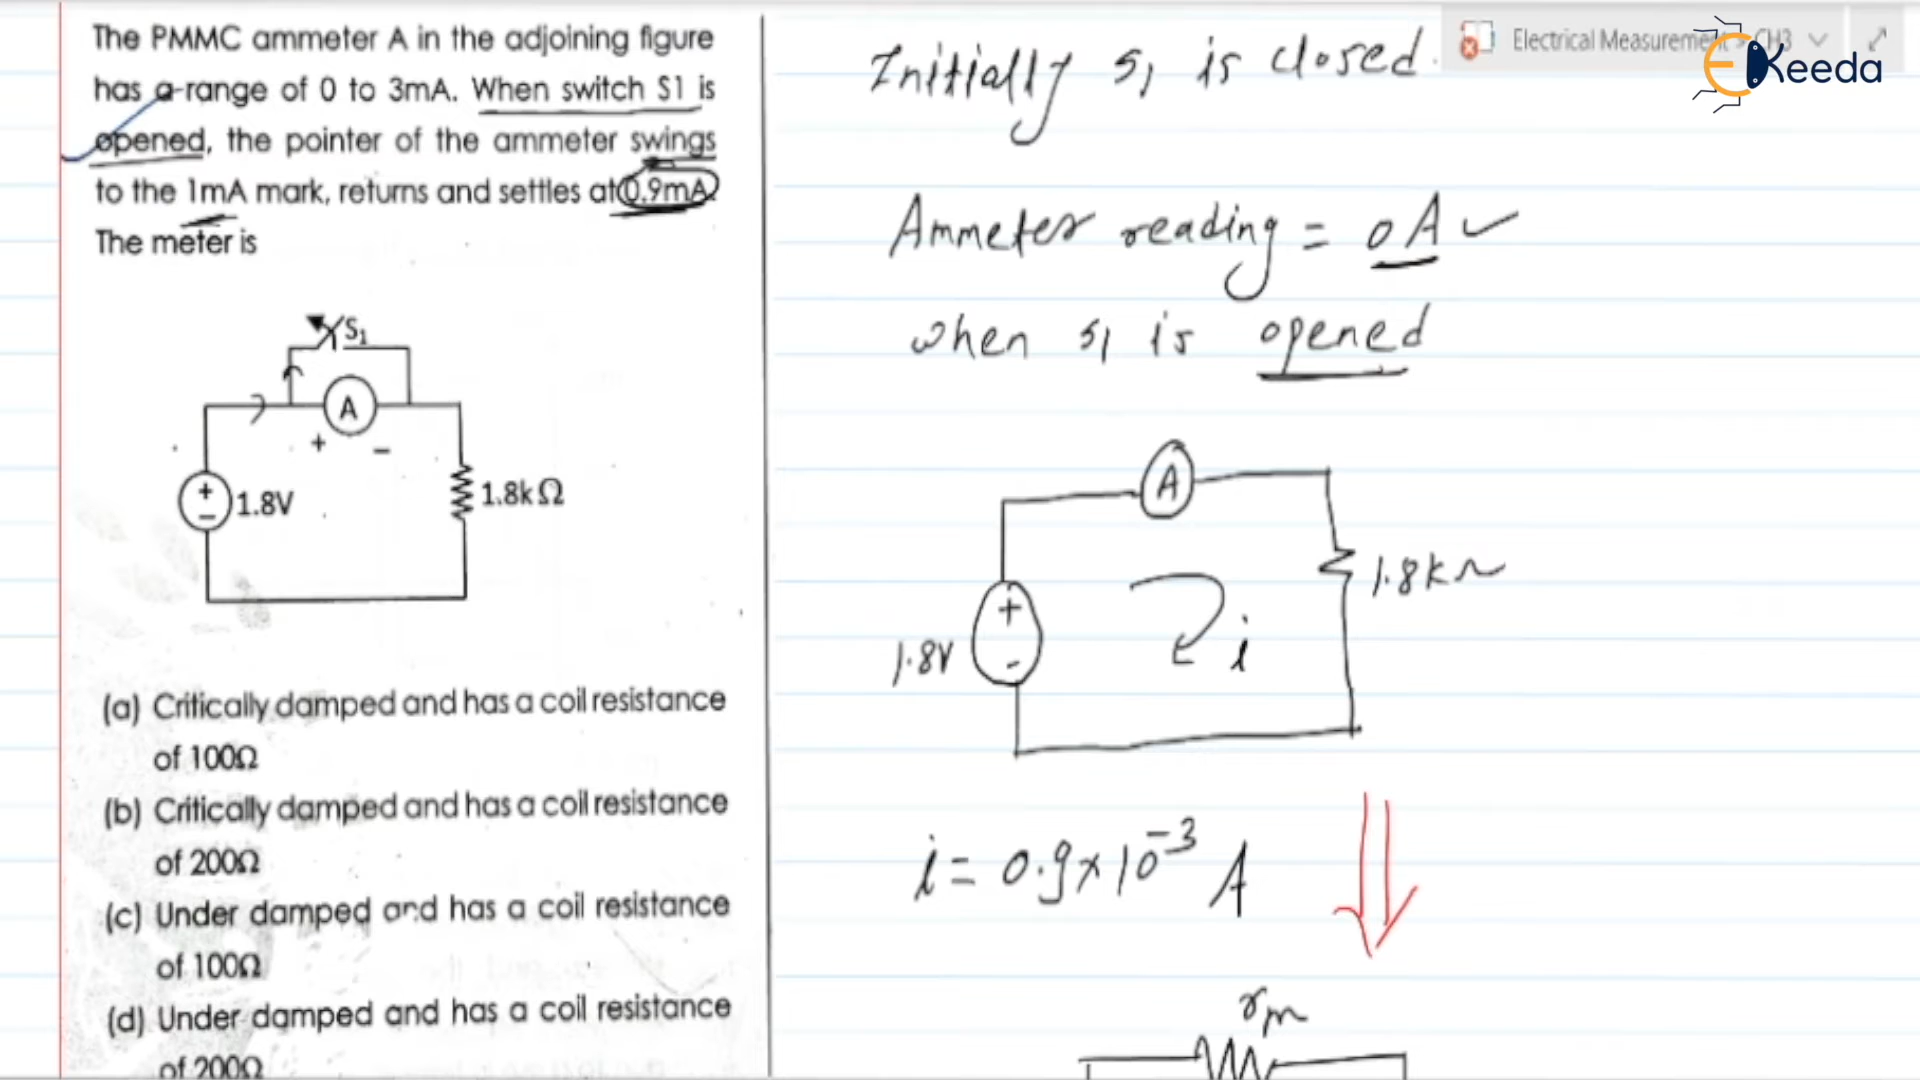 The PMMC ammeter A in the adjoining figure
has a range of 0 to 3mA. When switch S1 is
opened, the pointer of the ammeter swings
to the 1mA mark, returns and settles at 0.9mA.
The meter is
S1
A
+ -
+
-
1.8V
1.8kΩ
(a) Critically damped and has a coil resistance
of 100Ω
(b) Critically damped and has a coil resistance
of 200Ω
(c) Under damped and has a coil resistance
of 100Ω
(d) Under damped and has a coil resistance
of 200Ω
Electrical Measurement > CH3
EKeeda
Initially S1 is closed.
Ammeter reading = 0A
when S1 is opened
A
1.8kΩ
+
-
1.8V
i
i = 0.9x10⁻³ A
rm